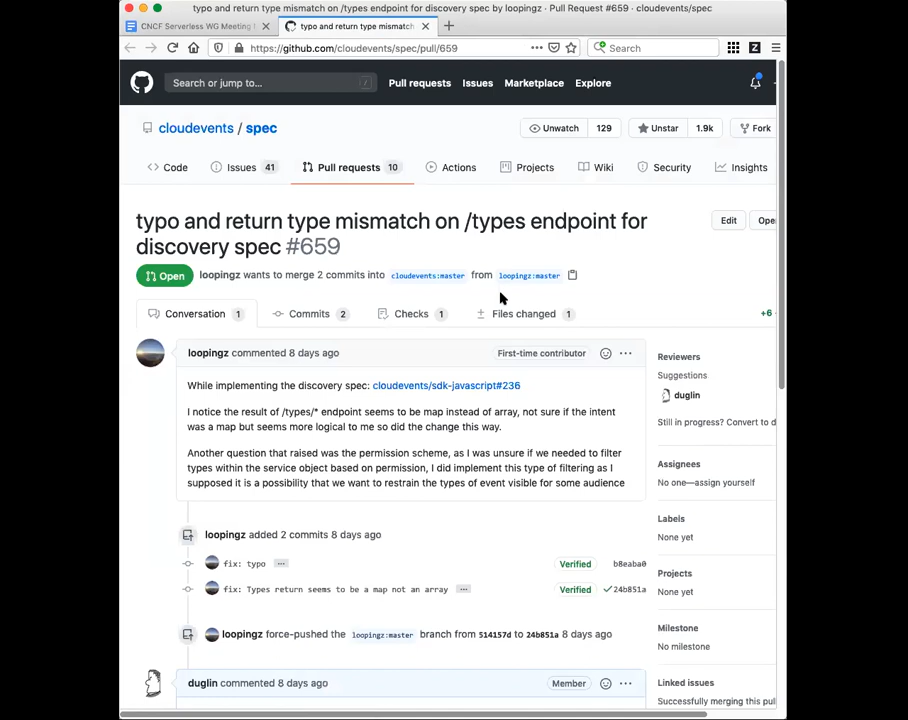 typo and return type mismatch on /types endpoint for discovery spec by loopingz · Pull Request #659 · cloudevents/spec
CNCF Serverless WG Meeting
typo and return type mismatch
https://github.com/cloudevents/spec/pull/659
Search
Search or jump to...
/
Pull requests
Issues
Marketplace
Explore
cloudevents / spec
Unwatch 129
Unstar 1.9k
Fork
Code
Issues 41
Pull requests 10
Actions
Projects
Wiki
Security
Insights
typo and return type mismatch on /types endpoint for
discovery spec #659
Edit
Ope
Open
loopingz wants to merge 2 commits into cloudevents:master from loopingz:master
Conversation 1
Commits 2
Checks 1
Files changed 1
+6
loopingz commented 8 days ago
First-time contributor
While implementing the discovery spec: cloudevents/sdk-javascript#236
I notice the result of /types/* endpoint seems to be map instead of array, not sure if the intent
was a map but seems more logical to me so did the change this way.
Another question that raised was the permission scheme, as I was unsure if we needed to filter
types within the service object based on permission, I did implement this type of filtering as I
supposed it is a possibility that we want to restrain the types of event visible for some audience
loopingz added 2 commits 8 days ago
fix: typo
Verified
b8eaba0
fix: Types return seems to be a map not an array
Verified
24b851a
loopingz force-pushed the loopingz:master branch from 514157d to 24b851a 8 days ago
duglin commented 8 days ago
Member
Reviewers
Suggestions
duglin
Still in progress? Convert to d
Assignees
No one—assign yourself
Labels
None yet
Projects
None yet
Milestone
No milestone
Linked issues
Successfully merging this pul